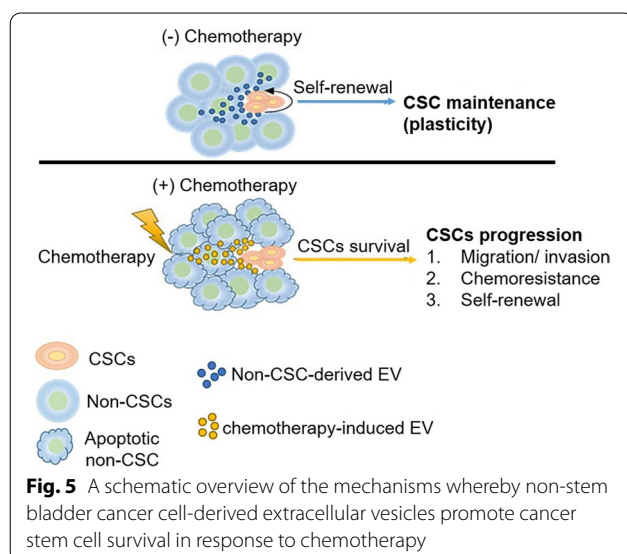 (-) Chemotherapy
Self-renewal
CSC maintenance
(plasticity)
(+) Chemotherapy
Chemotherapy
CSCs survival
CSCs progression
1. Migration/ invasion
2. Chemoresistance
3. Self-renewal
CSCs
Non-CSCs
Apoptotic
non-CSC
Non-CSC-derived EV
chemotherapy-induced EV
Fig. 5 A schematic overview of the mechanisms whereby non-stem
bladder cancer cell-derived extracellular vesicles promote cancer
stem cell survival in response to chemotherapy